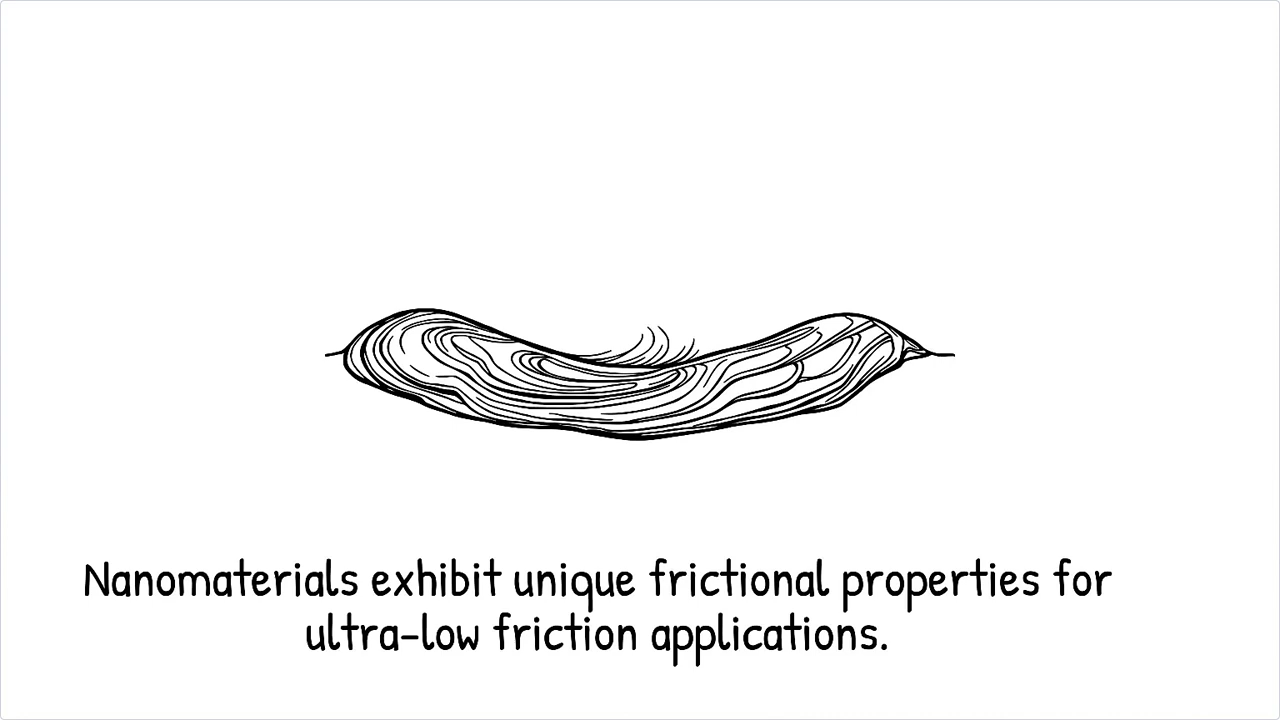 Nanomaterials exhibit unique frictional properties for
ultra-low friction applications.